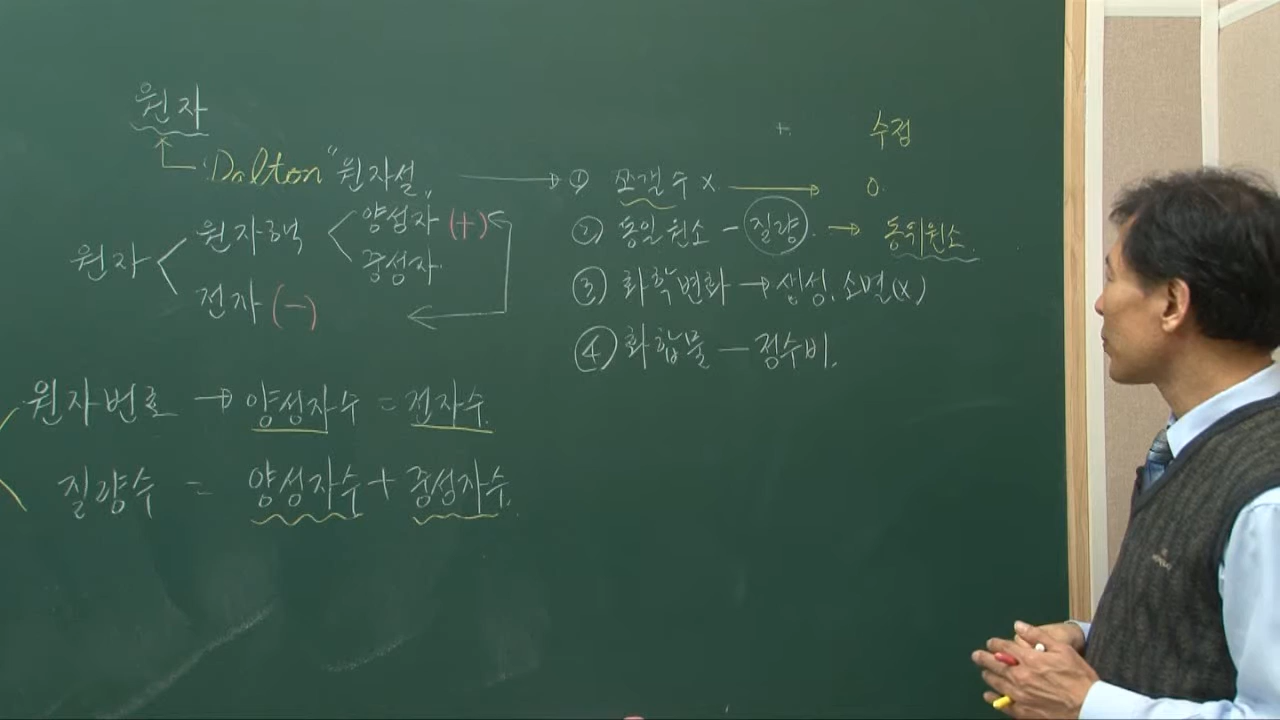 원자
Dalton "원자설"
원자
원자핵
양성자 (+)
중성자
전자 (-)
원자번호 → 양성자수 = 전자수.
질량수 = 양성자수 + 중성자수.
수정
① 쪼갤수 X. → O.
② 동일원소 - 질량. → 동위원소.
③ 화학변화 → 생성, 소멸(X)
④ 화합물 — 정수비.